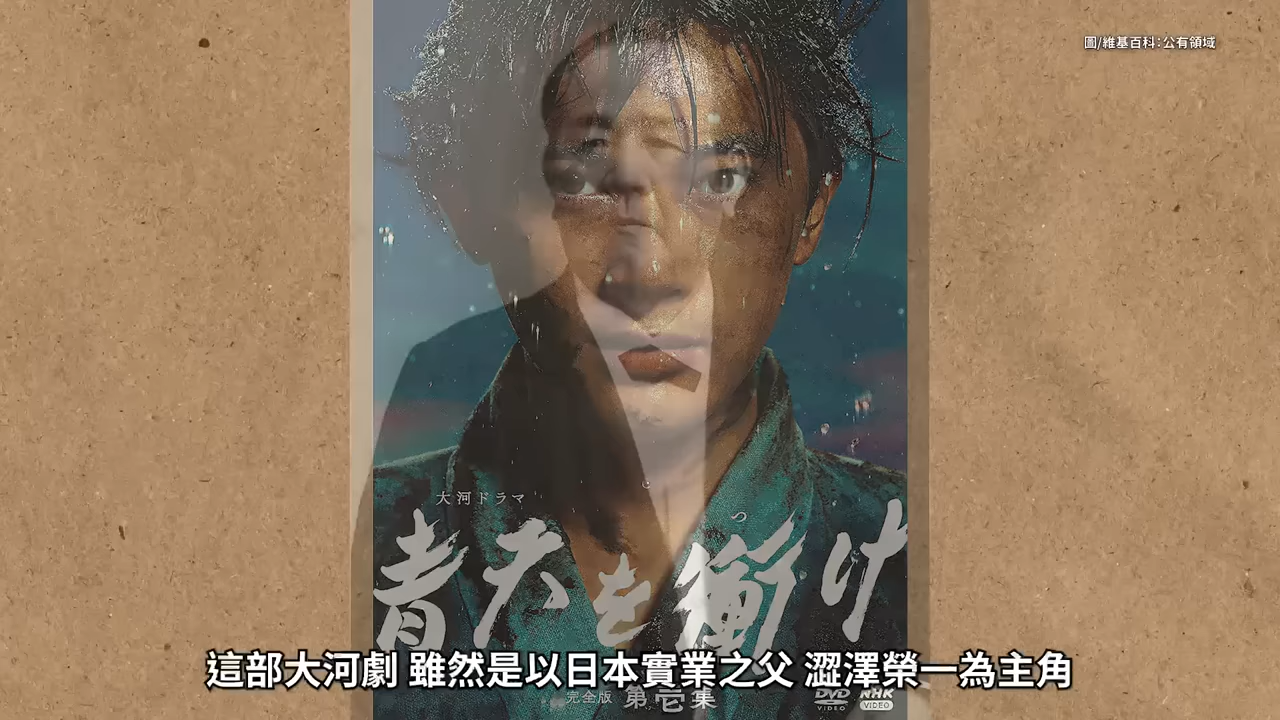 圖/維基百科:公有領域
大河ドラマ
つ
青天を衝け
這部大河劇 雖然是以日本實業之父 澀澤榮一為主角
完全版 第壱集
DVD VIDEO
NHK VIDEO